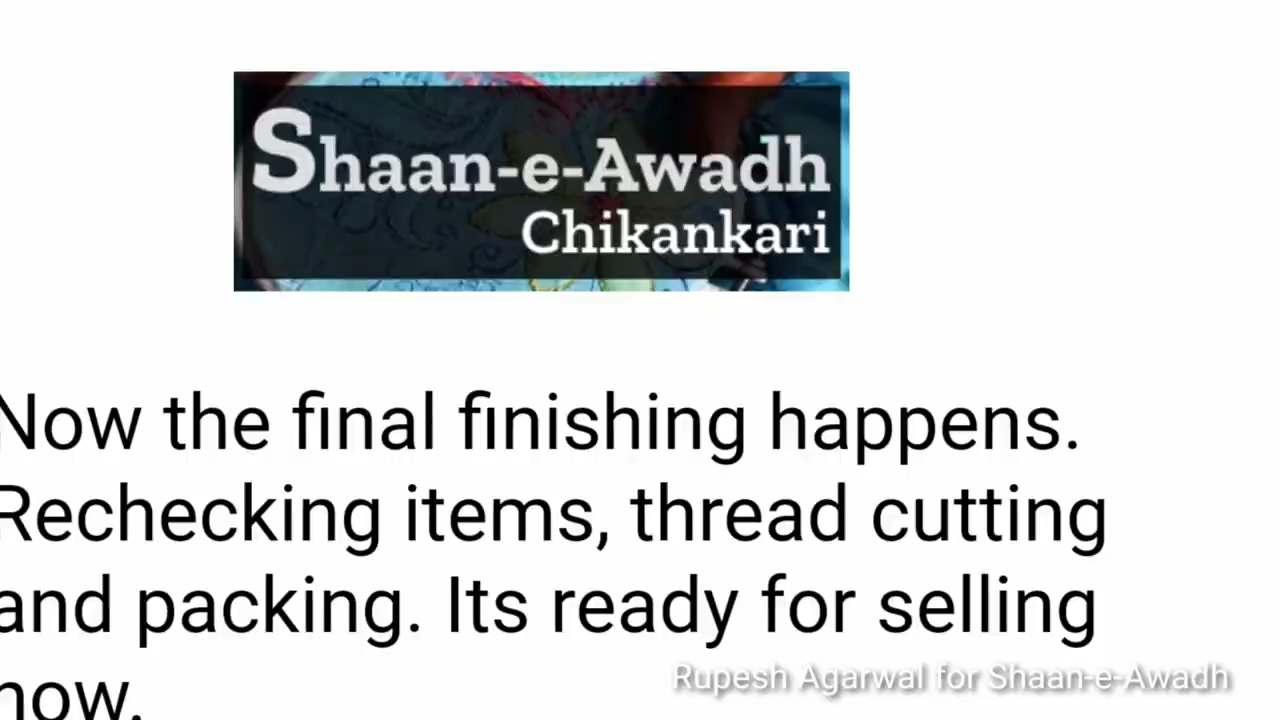 Shaan-e-Awadh
Chikankari
Now the final finishing happens.
Rechecking items, thread cutting
and packing. Its ready for selling
now.
Rupesh Agarwal for Shaan-e-Awadh